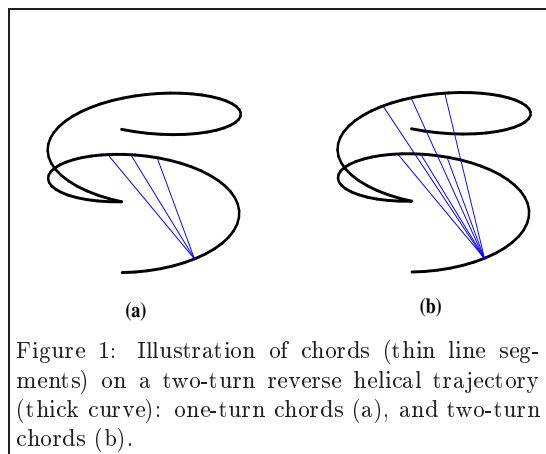 (a) (b)
Figure 1: Illustration of chords (thin line seg-
ments) on a two-turn reverse helical trajectory
(thick curve): one-turn chords (a), and two-turn
chords (b).